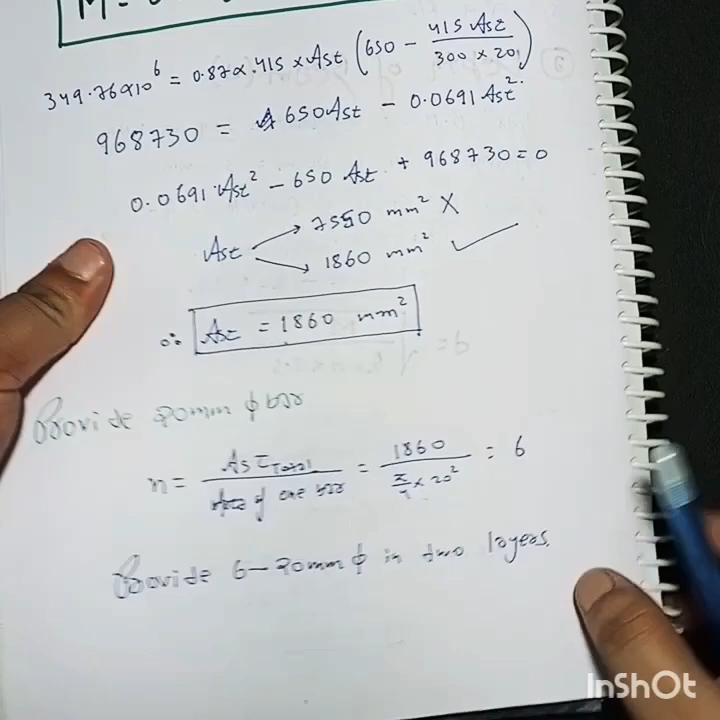 M=
349.76×10⁶ = 0.87×.415×Ast (650 - 415 Ast / 300×20)
968730 = 650Ast - 0.0691 Ast²
0.0691 Ast² - 650 Ast + 968730=0
Ast → 7550 mm² X
→ 1860 mm² ✓
∴ Ast = 1860 mm²
Provide 20mm ϕ bar
n = Ast Total / Area of one bar = 1860 / π/4 × 20² = 6
Provide 6-20mm ϕ in two layers.
InShOt